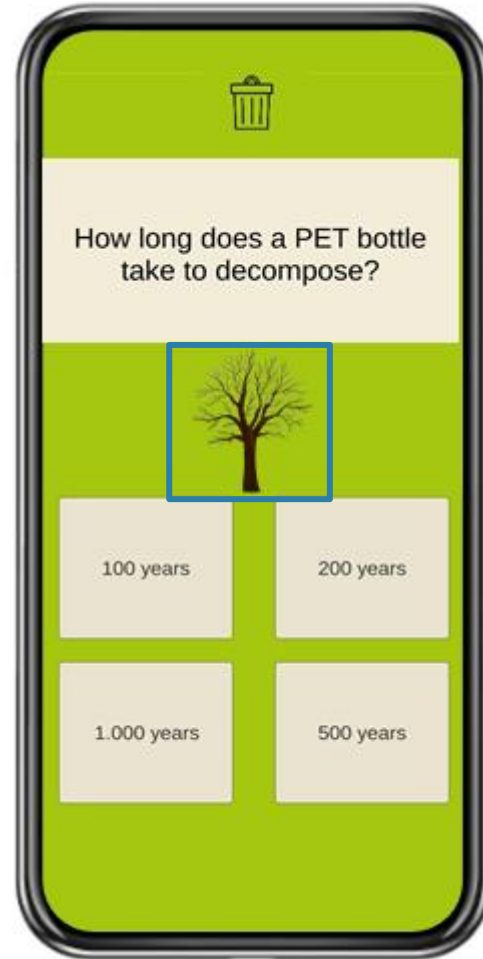 How long does a PET bottle
take to decompose?
100 years
200 years
1.000 years
500 years